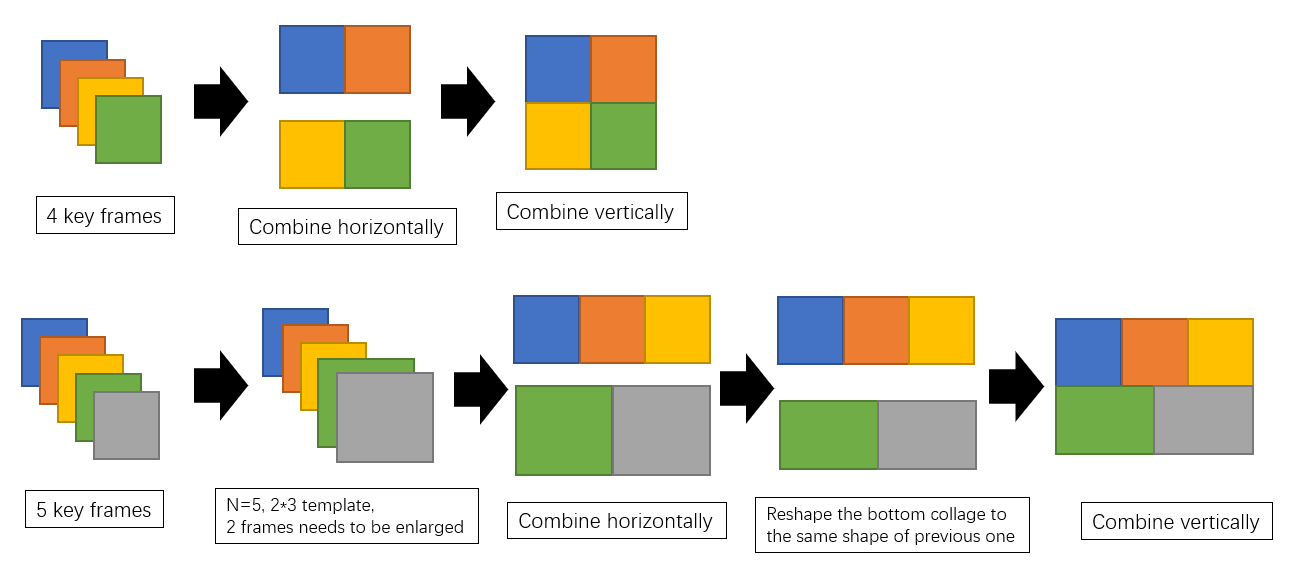 4 key frames
Combine horizontally
Combine vertically
5 key frames
N=5, 2*3 template,
2 frames needs to be enlarged
Combine horizontally
Reshape the bottom collage to
the same shape of previous one
Combine vertically